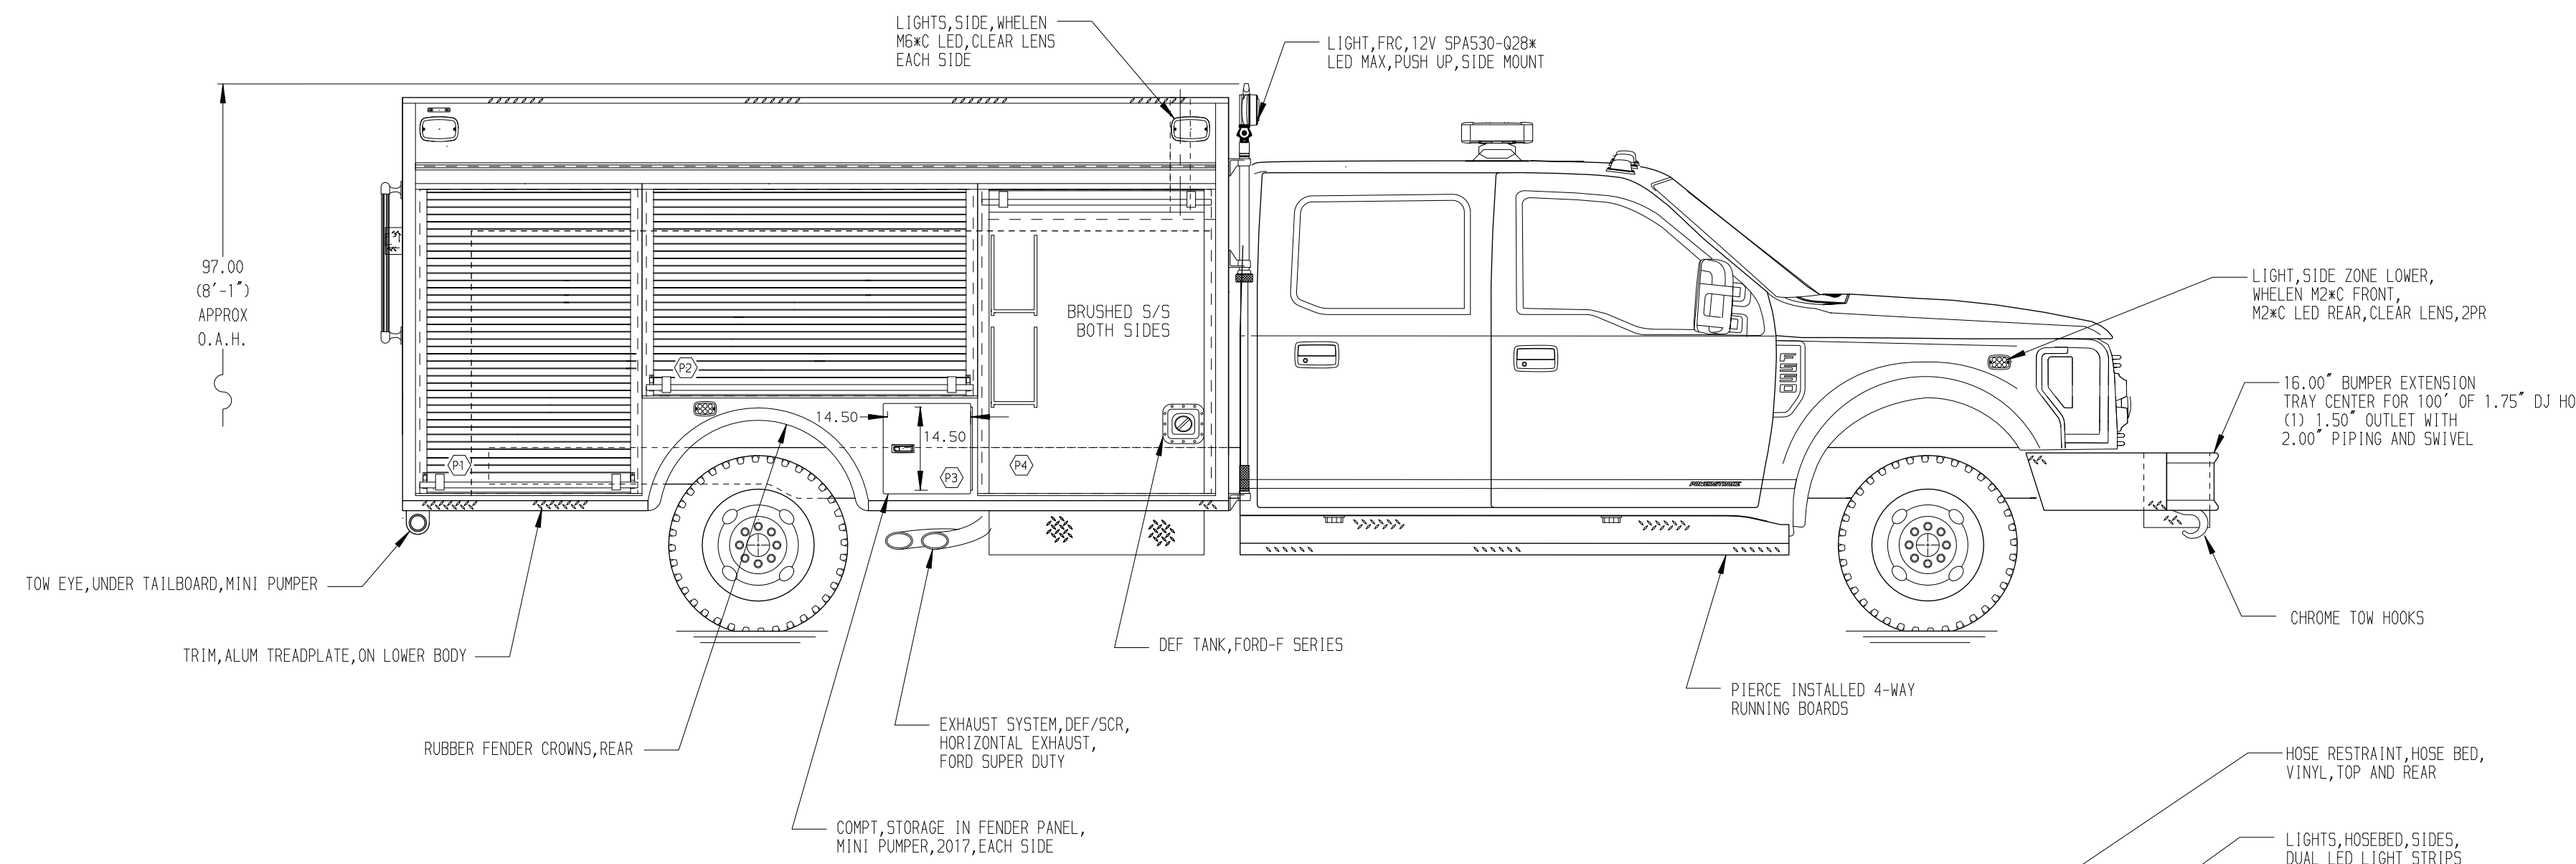 LIGHTS,SIDE,WHELEN
M6*C LED,CLEAR LENS
EACH SIDE
LIGHT,FRC,12V SPA530-Q28*
LED MAX,PUSH UP,SIDE MOUNT
97.00
(8'-1")
APPROX
O.A.H.
BRUSHED S/S
BOTH SIDES
LIGHT,SIDE ZONE LOWER,
WHELEN M2*C FRONT,
M2*C LED REAR,CLEAR LENS,2PR
F550
P2
16.00" BUMPER EXTENSION
TRAY CENTER FOR 100' OF 1.75" DJ HO
(1) 1.50" OUTLET WITH
2.00" PIPING AND SWIVEL
14.50
14.50
P1
P3
P4
POWERSTROKE
TOW EYE,UNDER TAILBOARD,MINI PUMPER
CHROME TOW HOOKS
DEF TANK,FORD-F SERIES
TRIM,ALUM TREADPLATE,ON LOWER BODY
PIERCE INSTALLED 4-WAY
RUNNING BOARDS
EXHAUST SYSTEM,DEF/SCR,
HORIZONTAL EXHAUST,
FORD SUPER DUTY
RUBBER FENDER CROWNS,REAR
HOSE RESTRAINT,HOSE BED,
VINYL,TOP AND REAR
COMPT,STORAGE IN FENDER PANEL,
MINI PUMPER,2017,EACH SIDE
LIGHTS,HOSEBED,SIDES,
DUAL LED LIGHT STRIPS